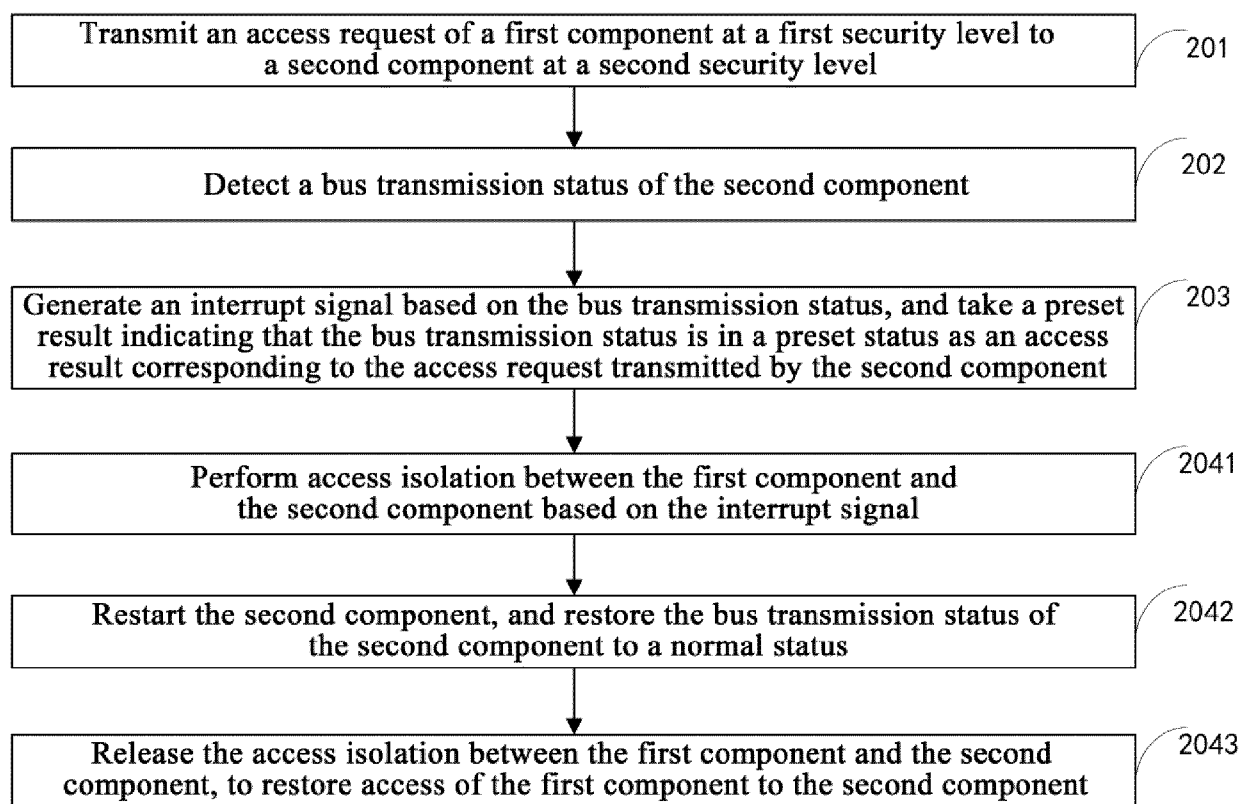 Transmit an access request of a first component at a first security level to
a second component at a second security level
201
Detect a bus transmission status of the second component
202
Generate an interrupt signal based on the bus transmission status, and take a preset
result indicating that the bus transmission status is in a preset status as an access
result corresponding to the access request transmitted by the second component
203
Perform access isolation between the first component and
the second component based on the interrupt signal
2041
Restart the second component, and restore the bus transmission status of
the second component to a normal status
2042
Release the access isolation between the first component and the second
component, to restore access of the first component to the second component
2043